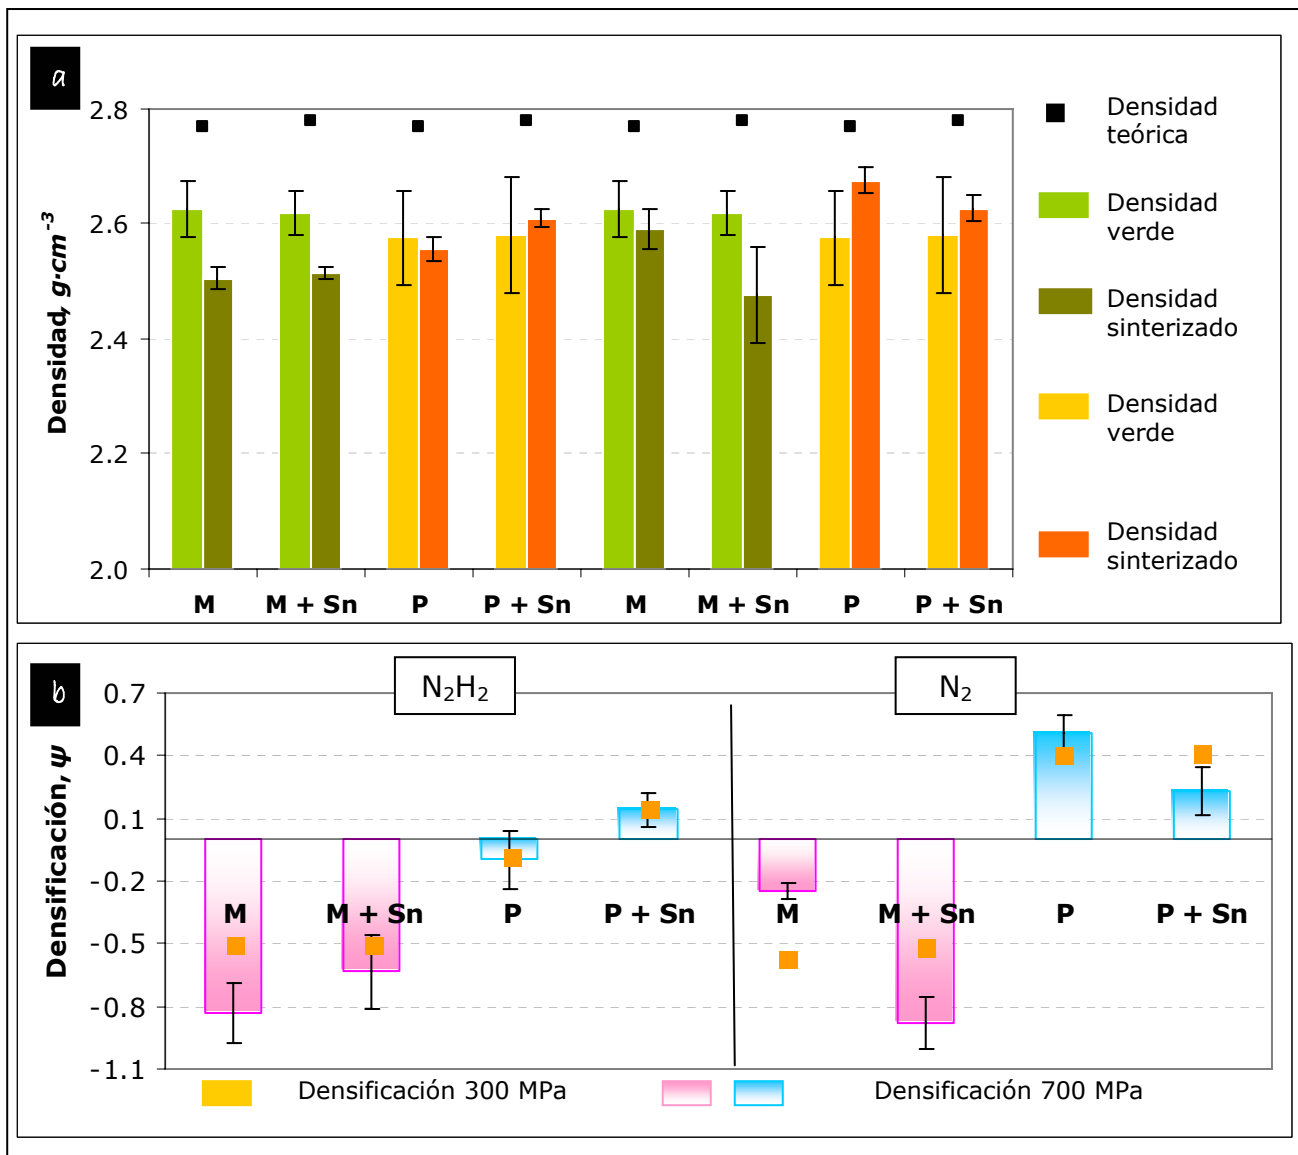 a
2.8
2.6
2.4
2.2
2.0
Densidad, g·cm⁻³
M M + Sn P P + Sn M M + Sn P P + Sn
Densidad
teórica
Densidad
verde
Densidad
sinterizado
Densidad
verde
Densidad
sinterizado
b
N₂H₂ N₂
0.7
0.4
0.1
-0.2
-0.5
-0.8
-1.1
Densificación, ψ
M M + Sn P P + Sn M M + Sn P P + Sn
Densificación 300 MPa Densificación 700 MPa